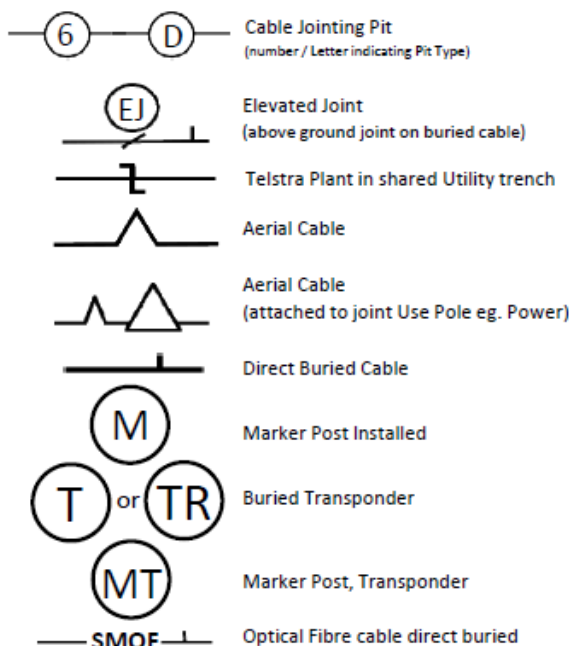 6 D Cable Jointing Pit
(number / Letter indicating Pit Type)
EJ Elevated Joint
(above ground joint on buried cable)
Telstra Plant in shared Utility trench
Aerial Cable
Aerial Cable
(attached to joint Use Pole eg. Power)
Direct Buried Cable
M Marker Post Installed
T or TR Buried Transponder
MT Marker Post, Transponder
SMOF Optical Fibre cable direct buried